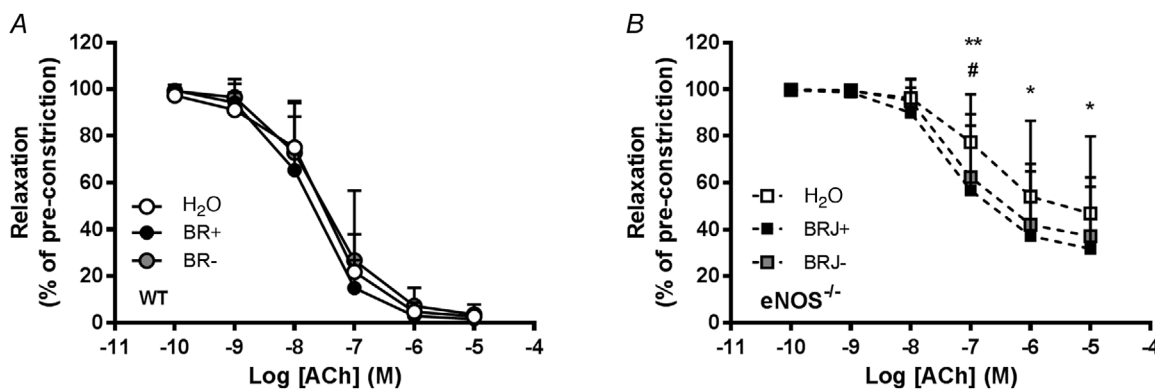 A
Relaxation
(% of pre-constriction)
120
100
80
60
40
20
0
H₂O
BR+
BR-
WT
-11 -10 -9 -8 -7 -6 -5 -4
Log [ACh] (M)
B
Relaxation
(% of pre-constriction)
120
100
80
60
40
20
0
**
#
*
*
H₂O
BRJ+
BRJ-
eNOS⁻/⁻
-11 -10 -9 -8 -7 -6 -5 -4
Log [ACh] (M)